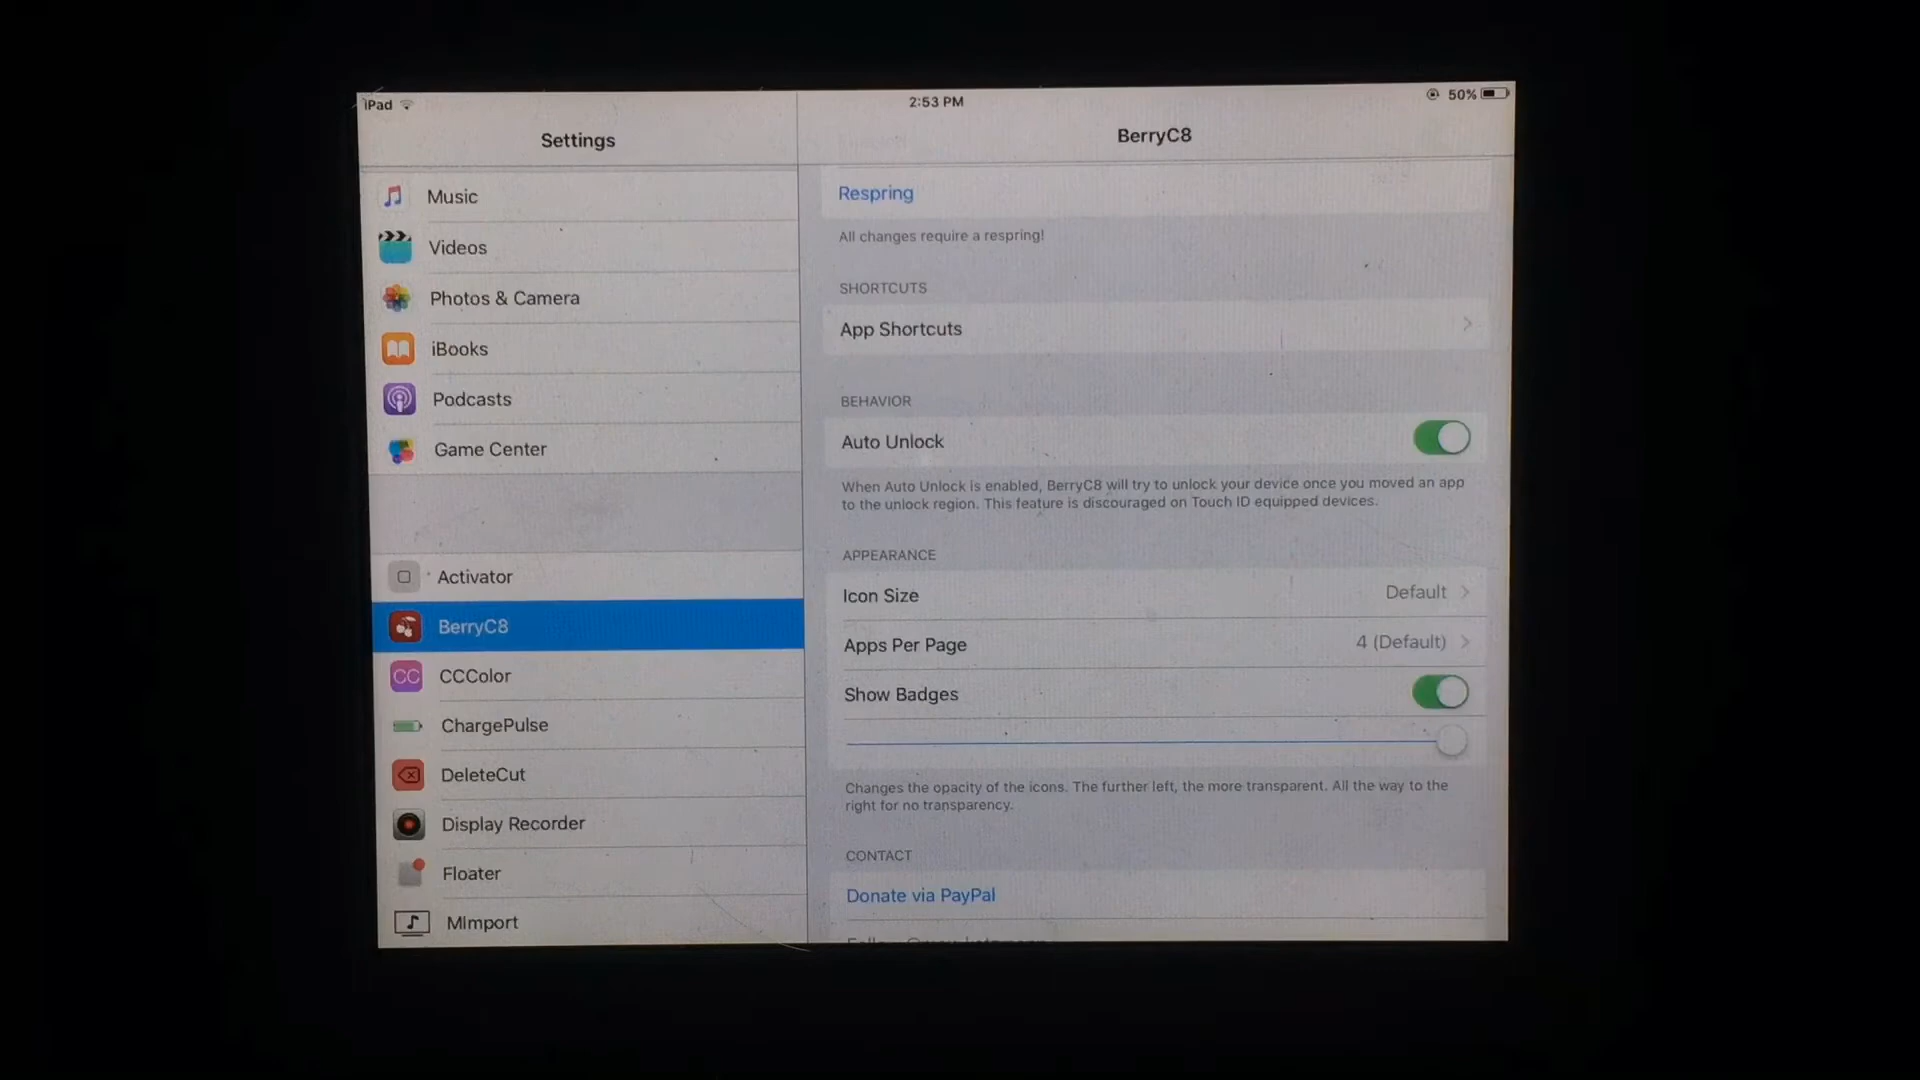 iPad
2:53 PM
50%
Settings
BerryC8
Music
Videos
Photos & Camera
iBooks
Podcasts
Game Center
Activator
BerryC8
CC
CCColor
ChargePulse
DeleteCut
Display Recorder
Floater
MImport
Respring
All changes require a respring!
SHORTCUTS
App Shortcuts
BEHAVIOR
Auto Unlock
When Auto Unlock is enabled, BerryC8 will try to unlock your device once you moved an app
to the unlock region. This feature is discouraged on Touch ID equipped devices.
APPEARANCE
Icon Size Default
Apps Per Page 4 (Default)
Show Badges
Changes the opacity of the icons. The further left, the more transparent. All the way to the
right for no transparency.
CONTACT
Donate via PayPal